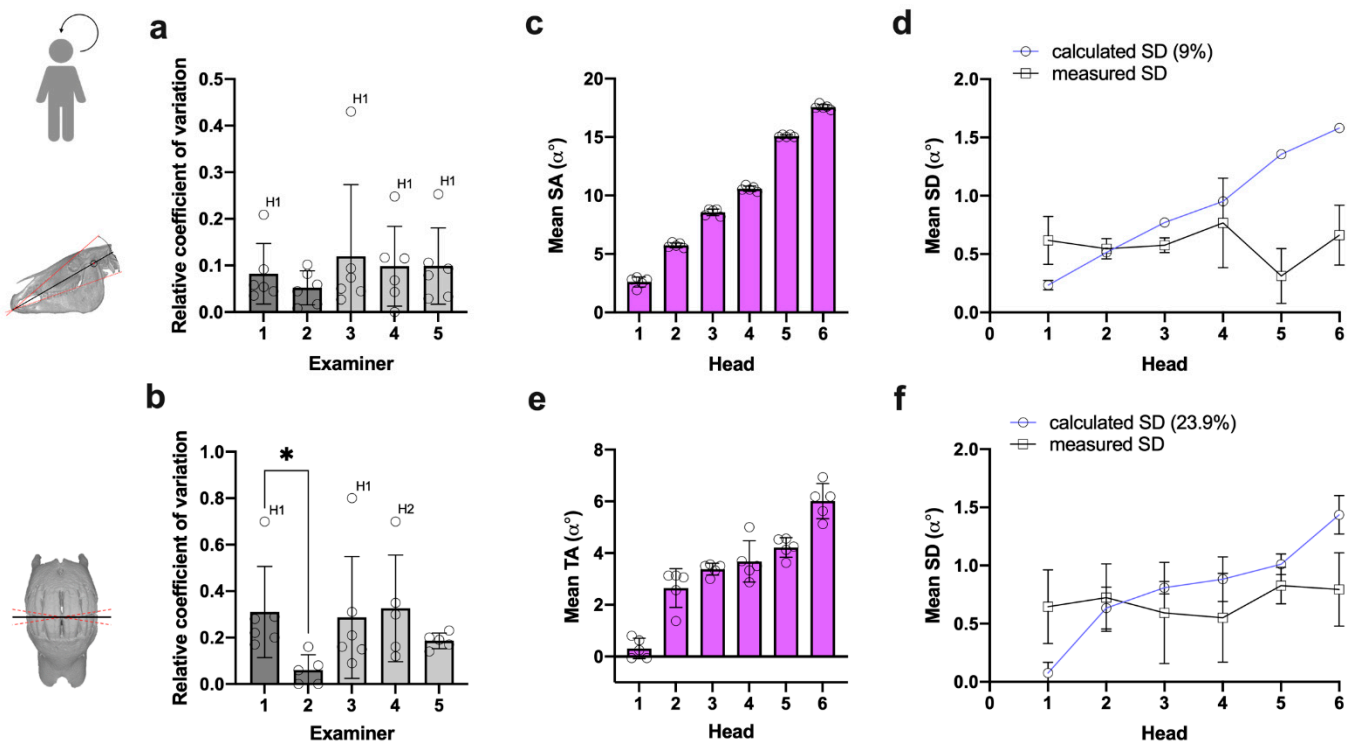 a
Relative coefficient of variation
0.5
0.4
0.3
0.2
0.1
0.0
H1
H1
H1
H1
1 2 3 4 5
Examiner
c
Mean SA (α°)
20
15
10
5
0
1 2 3 4 5 6
Head
d
calculated SD (9%)
measured SD
Mean SD (α°)
2.0
1.5
1.0
0.5
0.0
0 1 2 3 4 5 6
Head
b
Relative coefficient of variation
1.0
0.8
0.6
0.4
0.2
0.0
*
H1
H1
H2
1 2 3 4 5
Examiner
e
Mean TA (α°)
8
6
4
2
0
1 2 3 4 5 6
Head
f
calculated SD (23.9%)
measured SD
Mean SD (α°)
2.0
1.5
1.0
0.5
0.0
0 1 2 3 4 5 6
Head